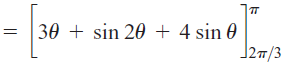 = [3θ + sin 2θ + 4 sin θ]_{2π/3}^{π}